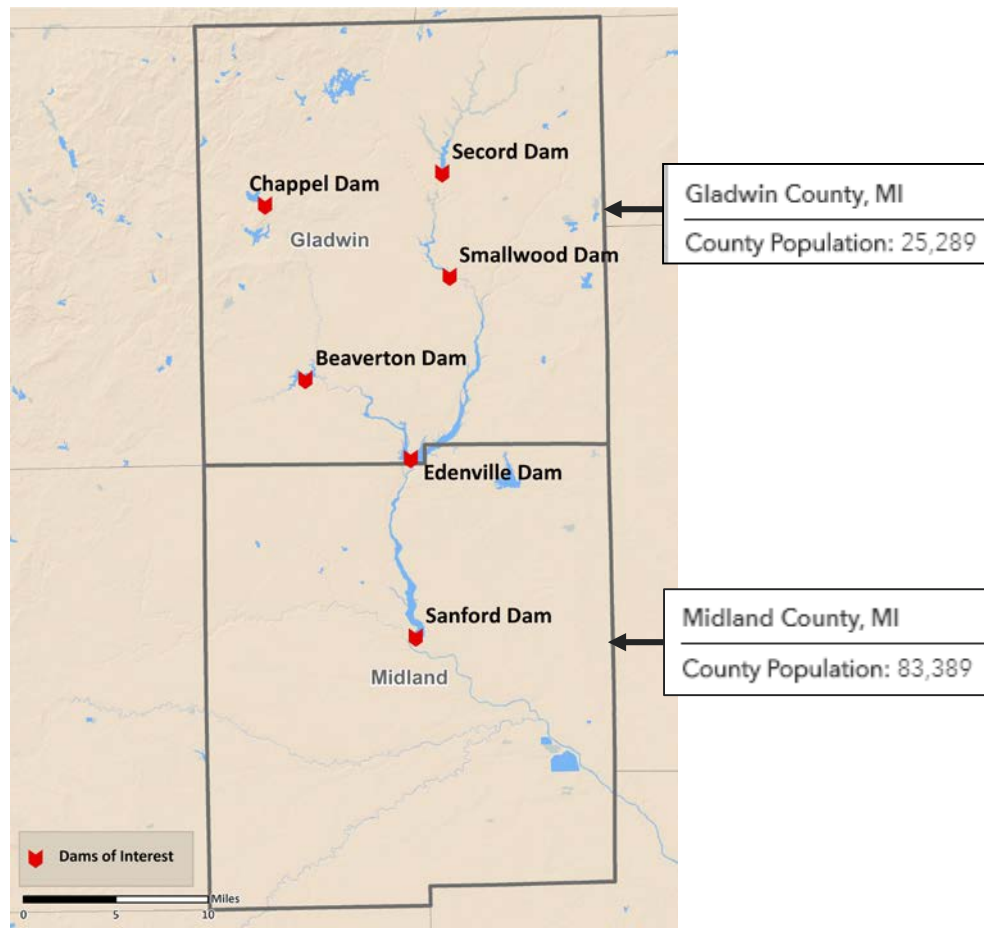 Secord Dam
Chappel Dam
Gladwin
Smallwood Dam
Beaverton Dam
Edenville Dam
Sanford Dam
Midland
Gladwin County, MI
County Population: 25,289
Midland County, MI
County Population: 83,389
Dams of Interest
Miles
0 5 10